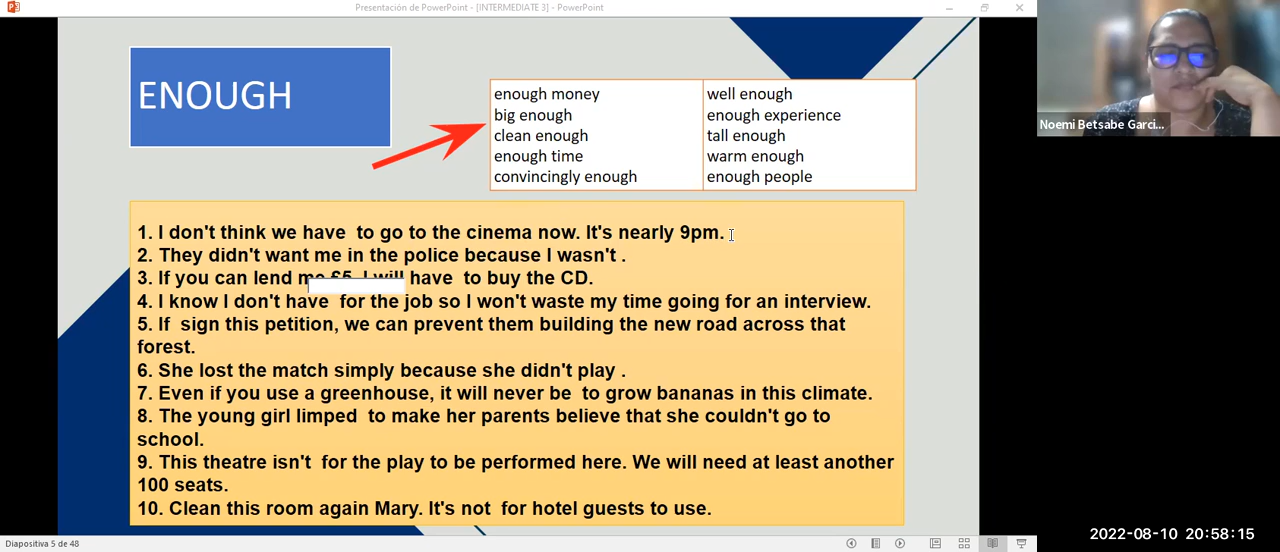 Presentación de PowerPoint - [INTERMEDIATE 3] - PowerPoint
ENOUGH
enough money
big enough
clean enough
enough time
convincingly enough
well enough
enough experience
tall enough
warm enough
enough people
1. I don't think we have to go to the cinema now. It's nearly 9pm.
2. They didn't want me in the police because I wasn't .
3. If you can lend me £5, I will have to buy the CD.
4. I know I don't have for the job so I won't waste my time going for an interview.
5. If sign this petition, we can prevent them building the new road across that
forest.
6. She lost the match simply because she didn't play .
7. Even if you use a greenhouse, it will never be to grow bananas in this climate.
8. The young girl limped to make her parents believe that she couldn't go to
school.
9. This theatre isn't for the play to be performed here. We will need at least another
100 seats.
10. Clean this room again Mary. It's not for hotel guests to use.
Noemi Betsabe Garci...
Diapositiva 5 de 48
2022-08-10 20:58:15